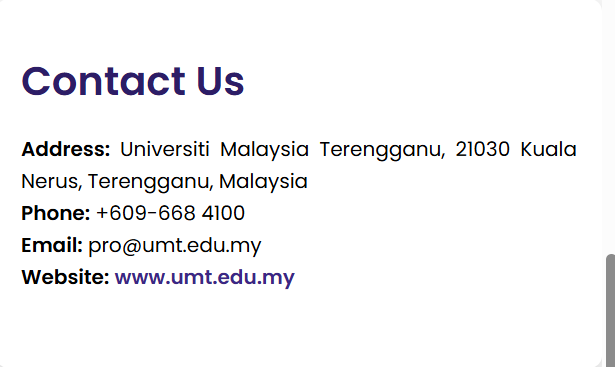 Contact Us
Address: Universiti Malaysia Terengganu, 21030 Kuala
Nerus, Terengganu, Malaysia
Phone: +609-668 4100
Email: pro@umt.edu.my
Website: www.umt.edu.my